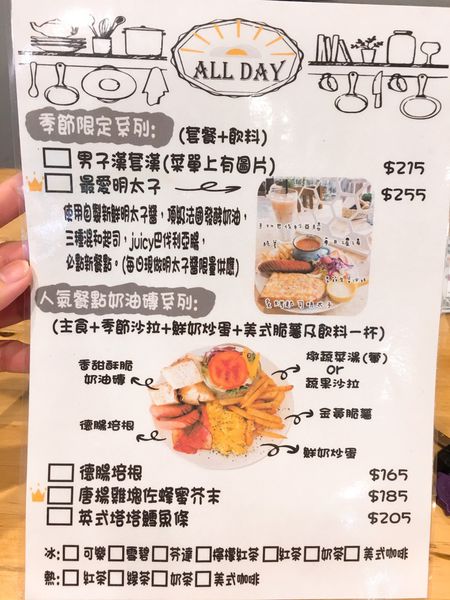 ALL DAY
季節限定系列: (套餐+飲料)
男子漢套漢(菜單上有圖片) $215
最愛明太子 $255
使用自製新鮮明太子醬,頂級法國發酵奶油,
三種混和起司,juicy巴伐利亞腸,
必點新餐點。(每日現做明太子醬限量供應)
人氣餐點奶油磚系列:
(主食+季節沙拉+鮮奶炒蛋+美式脆薯及飲料一杯)
香甜酥脆
奶油磚
燉蔬菜湯(葷)
or
蔬果沙拉
德腸培根
金黃脆薯
鮮奶炒蛋
德腸培根 $165
唐揚雞塊佐蜂蜜芥末 $185
英式塔塔鱈魚條 $205
冰: 可樂 雪碧 芬達 檸檬紅茶 紅茶 奶茶 美式咖啡
熱: 紅茶 綠茶 奶茶 美式咖啡